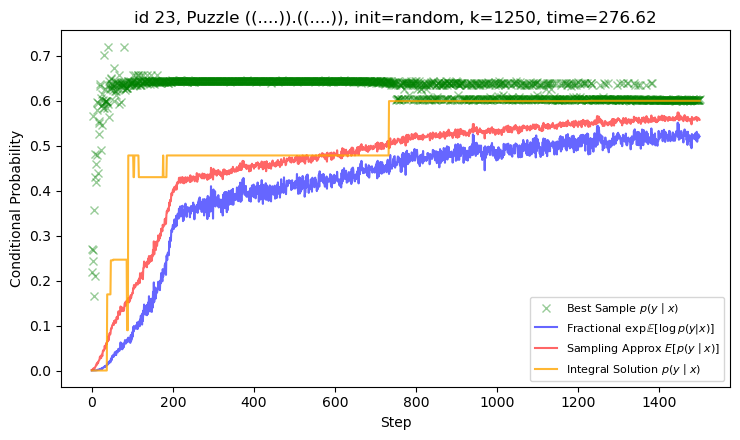 id 23, Puzzle ((....)).((....)), init=random, k=1250, time=276.62
Conditional Probability
0.7
0.6
0.5
0.4
0.3
0.2
0.1
0.0
Best Sample p(y | x)
Fractional exp 𝔼[log p(y|x)]
Sampling Approx E[p(y | x)]
Integral Solution p(y | x)
0 200 400 600 800 1000 1200 1400
Step